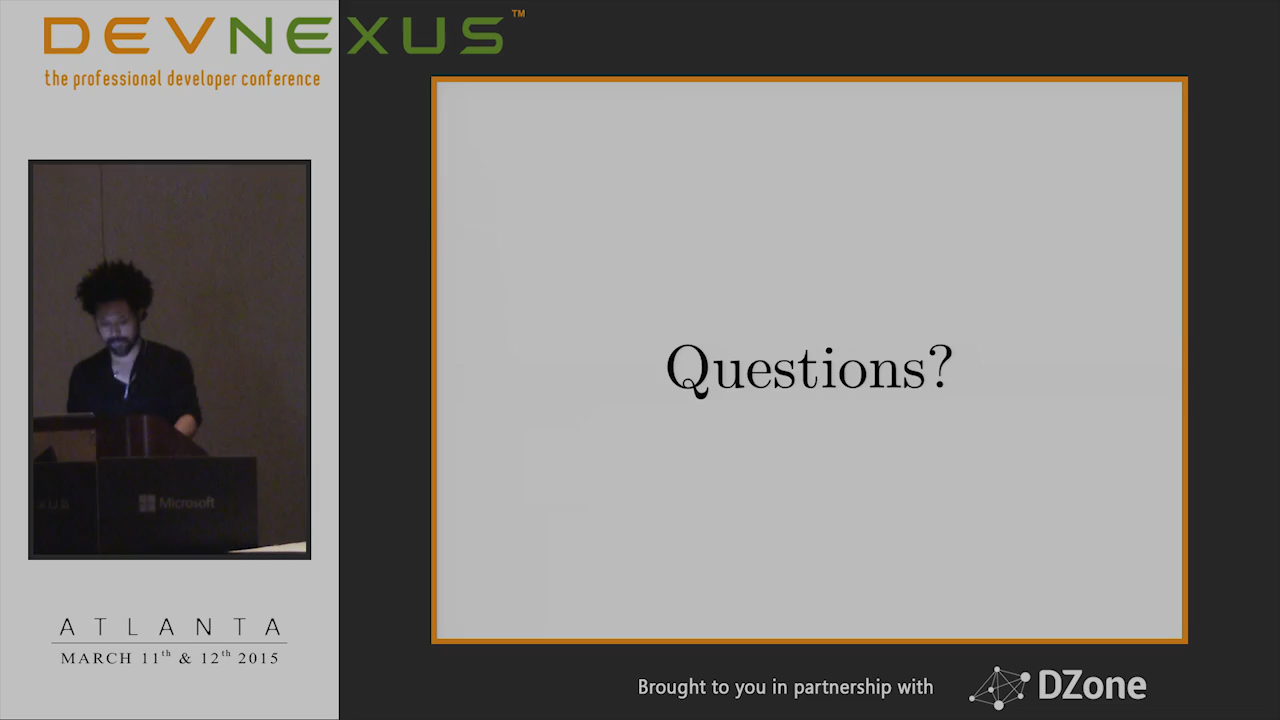 DEVNEXUS™
the professional developer conference
Questions?
Microsoft
XUS
ATLANTA
MARCH 11th & 12th 2015
Brought to you in partnership with
DZone